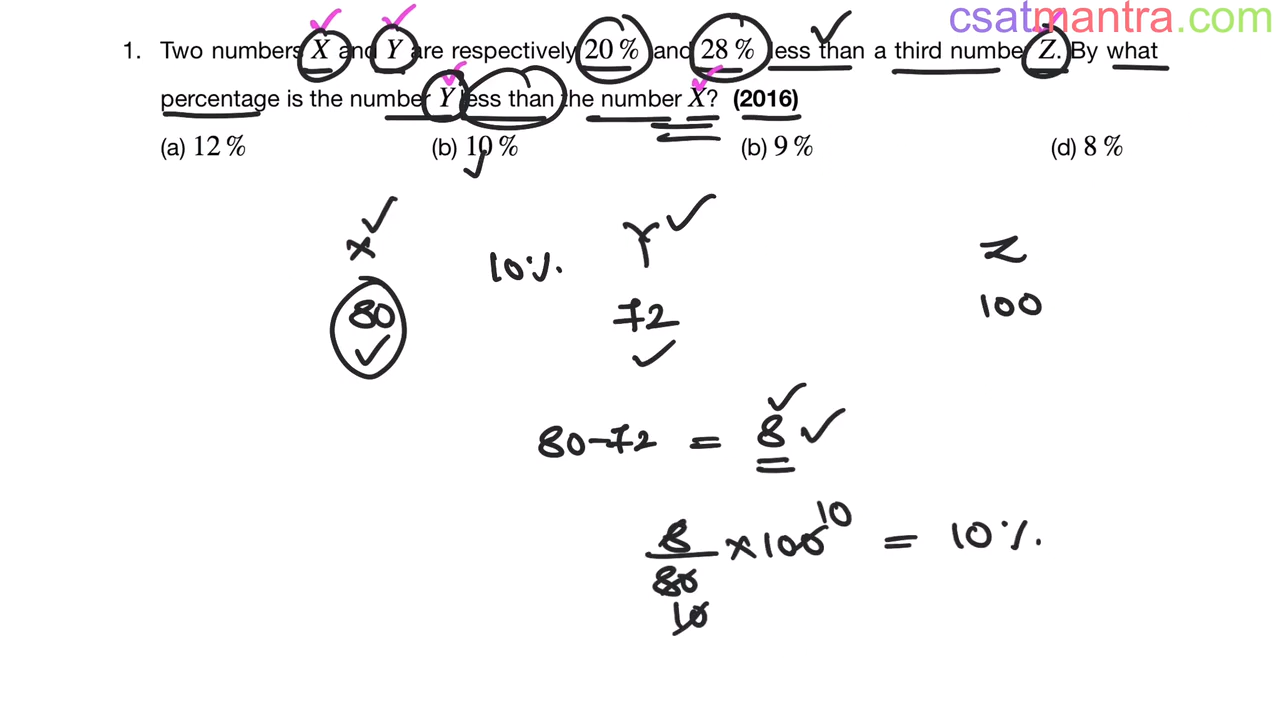 csatmantra.com
1. Two numbers X and Y are respectively 20 % and 28 % less than a third number Z. By what
percentage is the number Y less than the number X? (2016)
(a) 12 % (b) 10 % (b) 9 % (d) 8 %
x Y Z
10%.
80 72 100
80-72 = 8
8/80 x 100 10 = 10%.
10